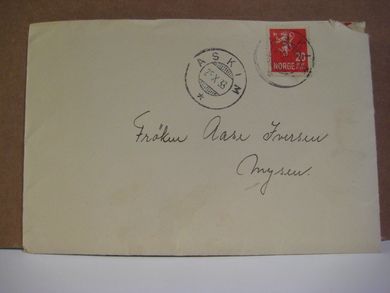 ASKIM
20
NORGE
Frøken Aase Iversen
Mysen.